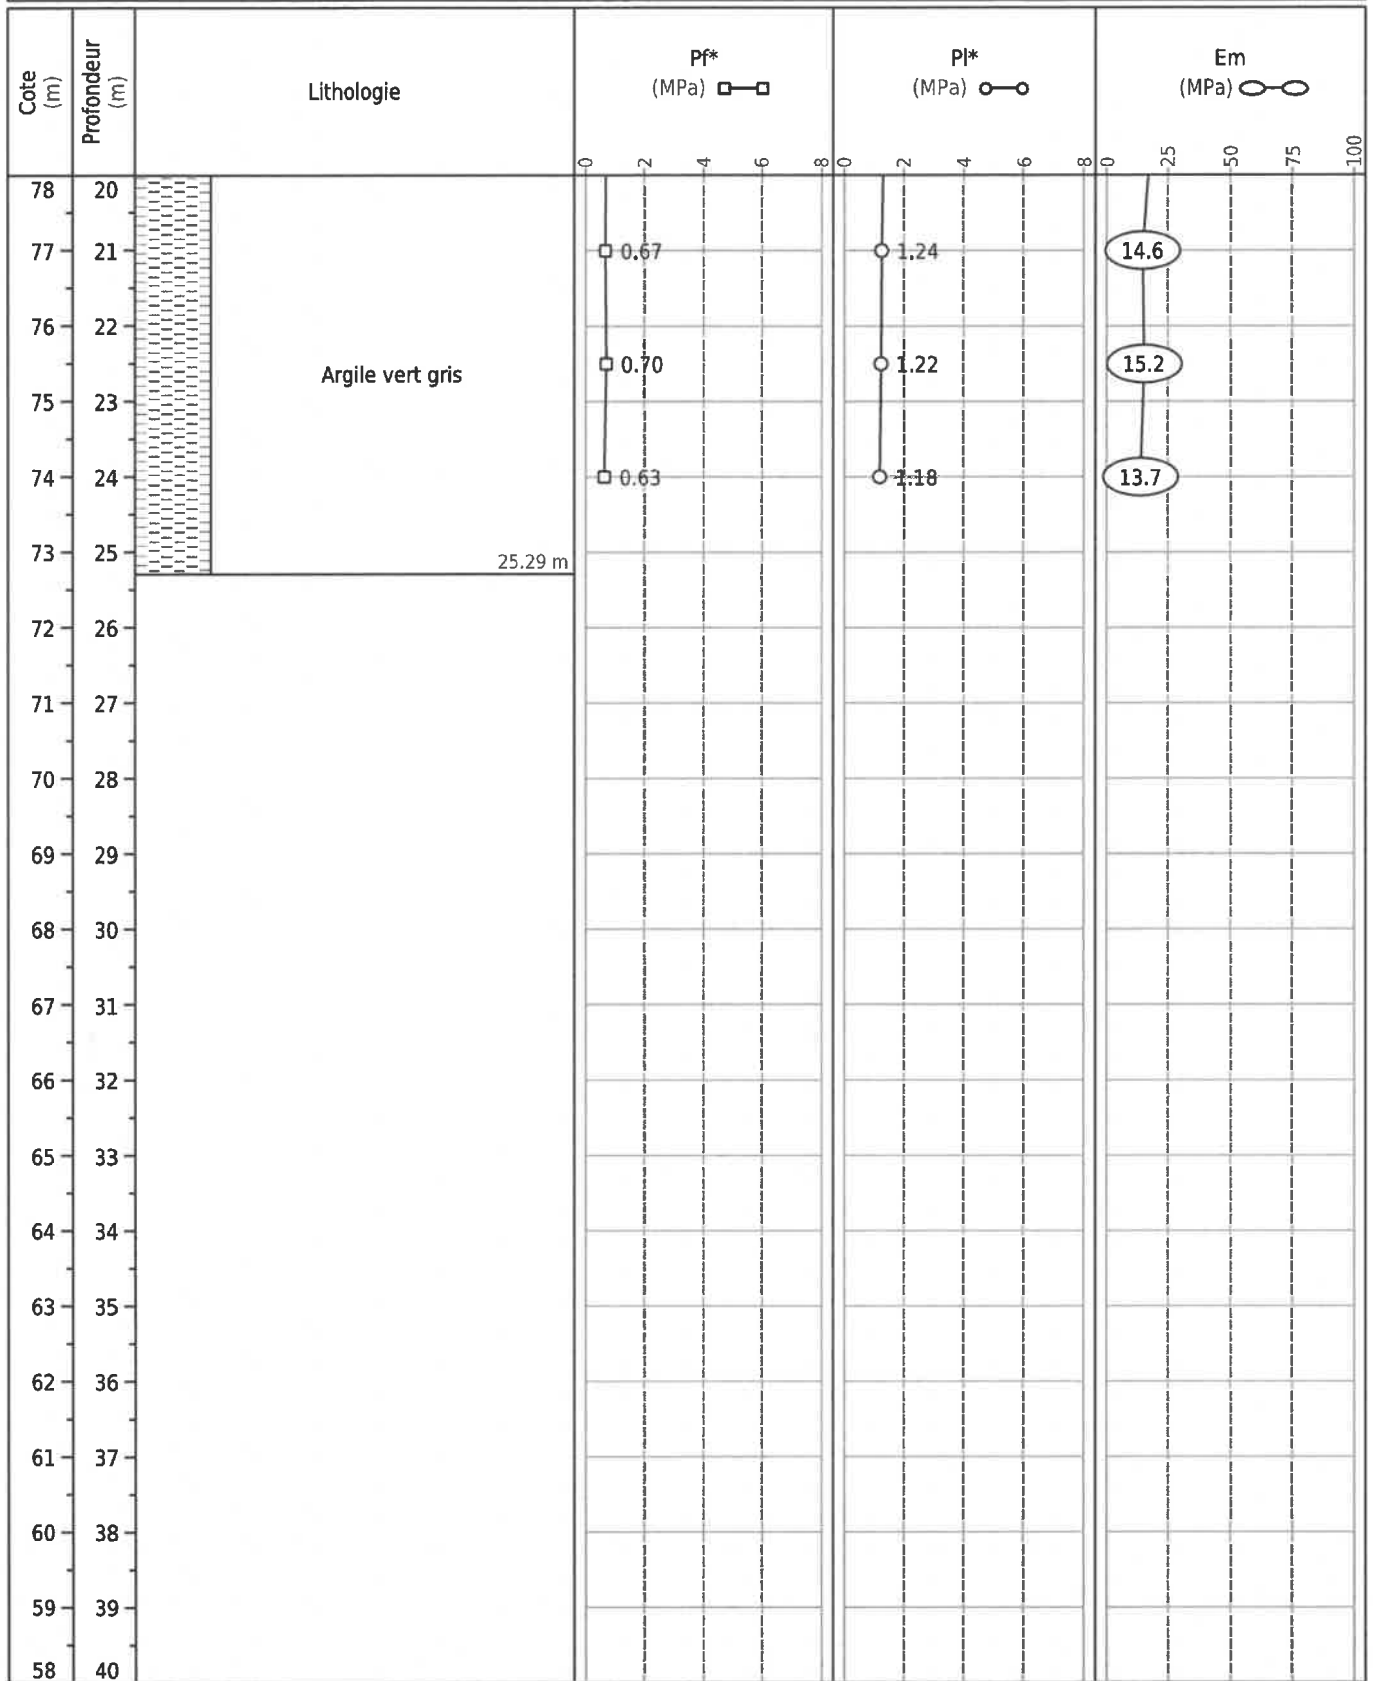 Cote
(m)
Profondeur
(m)
Lithologie
Pf*
(MPa)
0 2 4 6 8
Pl*
(MPa)
0 2 4 6 8
Em
(MPa)
0 25 50 75 100
78 20
77 21 0.67 1.24 14.6
76 22
Argile vert gris 0.70 1.22 15.2
75 23
74 24 0.63 1.18 13.7
73 25
25.29 m
72 26
71 27
70 28
69 29
68 30
67 31
66 32
65 33
64 34
63 35
62 36
61 37
60 38
59 39
58 40